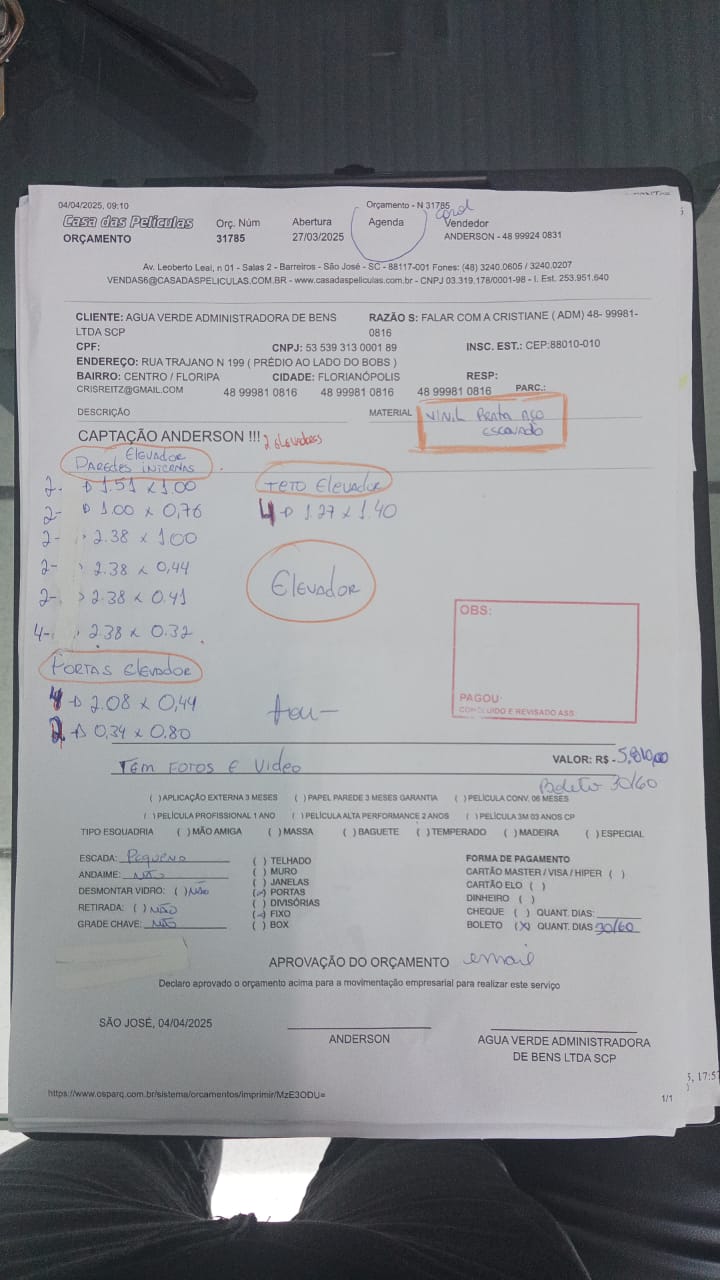 04/04/2025, 09:10 Orçamento - N 31785
Casa das Películas Orç. Núm Abertura Agenda Vendedor
ORÇAMENTO 31785 27/03/2025 ANDERSON - 48 99924 0831
Av. Leoberto Leal, n 01 - Salas 2 - Barreiros - São José - SC - 88117-001 Fones: (48) 3240.0605 / 3240.0207
VENDAS6@CASADASPELICULAS.COM.BR - www.casadaspeliculas.com.br - CNPJ 03.319.178/0001-98 - I. Est. 253.951.640
CLIENTE: AGUA VERDE ADMINISTRADORA DE BENS LTDA SCP
RAZÃO S: FALAR COM A CRISTIANE ( ADM) 48- 99981-0816
CPF: CNPJ: 53 539 313 0001 89 INSC. EST.: CEP:88010-010
ENDEREÇO: RUA TRAJANO N 199 ( PRÉDIO AO LADO DO BOBS )
BAIRRO: CENTRO / FLORIPA CIDADE: FLORIANÓPOLIS RESP:
CRISREITZ@GMAIL.COM 48 99981 0816 48 99981 0816 48 99981 0816 PARC.:
DESCRIÇÃO MATERIAL VINIL PRATA AÇO
ESCOVADO
CAPTAÇÃO ANDERSON !!! 2 elevadores
ELEVADOR
PAREDES INTERNAS
2- 1.51 x 1.00
2- 1.00 x 0,76
2- 2.38 x 1.00
2- 2.38 x 0,44
2- 2.38 x 0.41
4- 2.38 x 0.32
TETO ELEVADOR
4 1.27 x 1.40
ELEVADOR
PORTAS ELEVADOR
4 2.08 x 0,44
2 0,34 x 0.80
OBS:
PAGOU:
CONCLUIDO E REVISADO ASS
TEM FOTOS E VIDEO VALOR: R$ - 5,810,00
Boleto 30/60
( ) APLICAÇÃO EXTERNA 3 MESES ( ) PAPEL PAREDE 3 MESES GARANTIA ( ) PELÍCULA CONV. 06 MESES
( ) PELÍCULA PROFISSIONAL 1 ANO ( ) PELÍCULA ALTA PERFORMANCE 2 ANOS ( ) PELÍCULA 3M 03 ANOS CP
TIPO ESQUADRIA ( ) MÃO AMIGA ( ) MASSA ( ) BAGUETE ( ) TEMPERADO ( ) MADEIRA ( ) ESPECIAL
ESCADA: PEQUENO
ANDAIME: NÃO
DESMONTAR VIDRO: ( ) NÃO
RETIRADA: ( ) NÃO
GRADE CHAVE: NÃO
( ) TELHADO
( ) MURO
( ) JANELAS
(✓) PORTAS
( ) DIVISÓRIAS
(✓) FIXO
( ) BOX
FORMA DE PAGAMENTO
CARTÃO MASTER / VISA / HIPER ( )
CARTÃO ELO ( )
DINHEIRO ( )
CHEQUE ( ) QUANT. DIAS:
BOLETO (X) QUANT. DIAS 30/60
APROVAÇÃO DO ORÇAMENTO email
Declaro aprovado o orçamento acima para a movimentação empresarial para realizar este serviço
SÃO JOSÉ, 04/04/2025
ANDERSON
AGUA VERDE ADMINISTRADORA
DE BENS LTDA SCP
https://www.osparq.com.br/sistema/orcamentos/imprimir/MzE3ODU= 1/1
5, 17:57